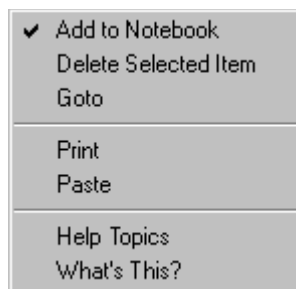 Add to Notebook
Delete Selected Item
Goto
Print
Paste
Help Topics
What's This?